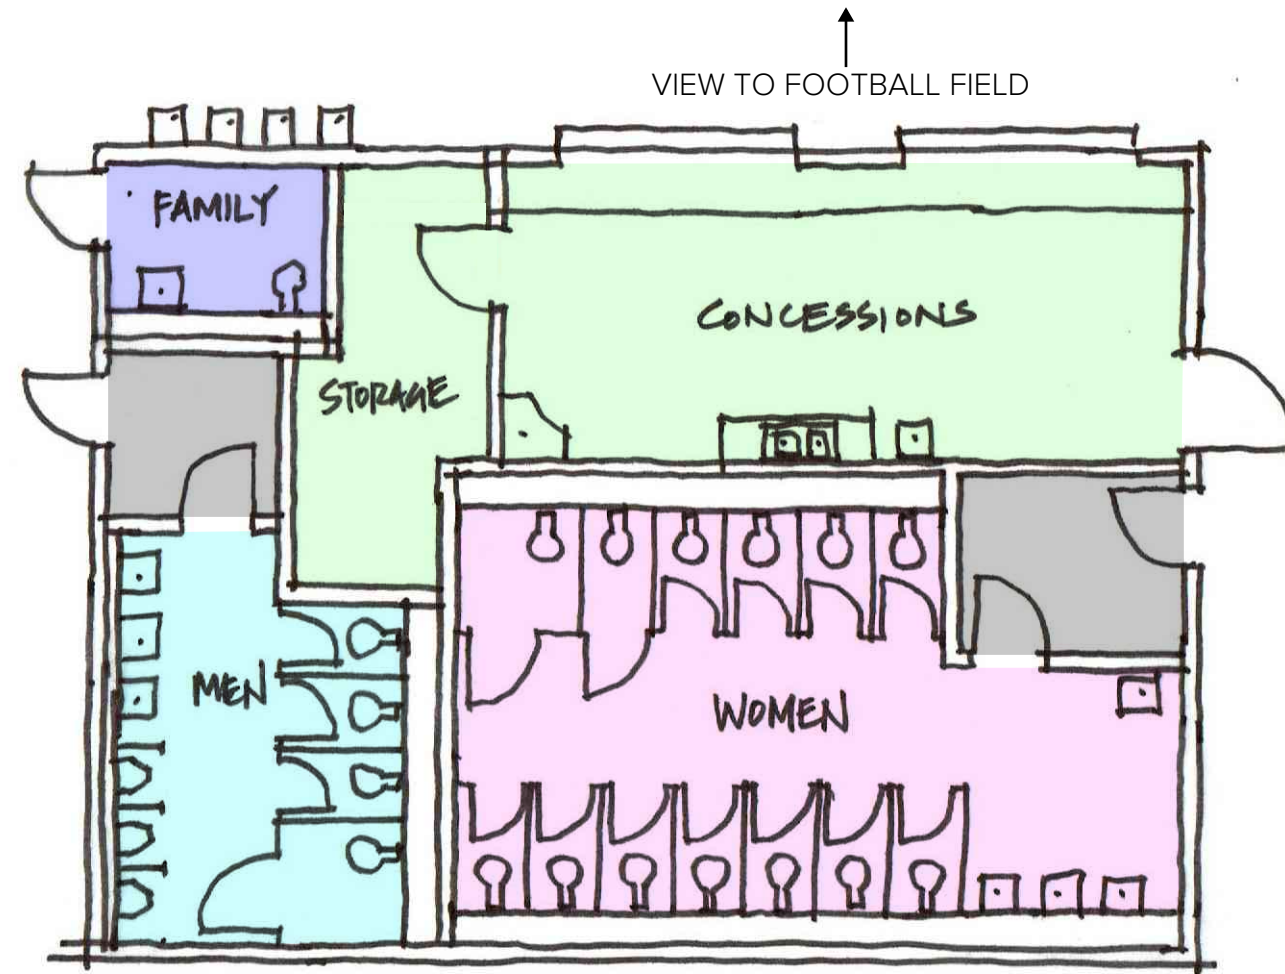 VIEW TO FOOTBALL FIELD
FAMILY
CONCESSIONS
STORAGE
MEN
WOMEN